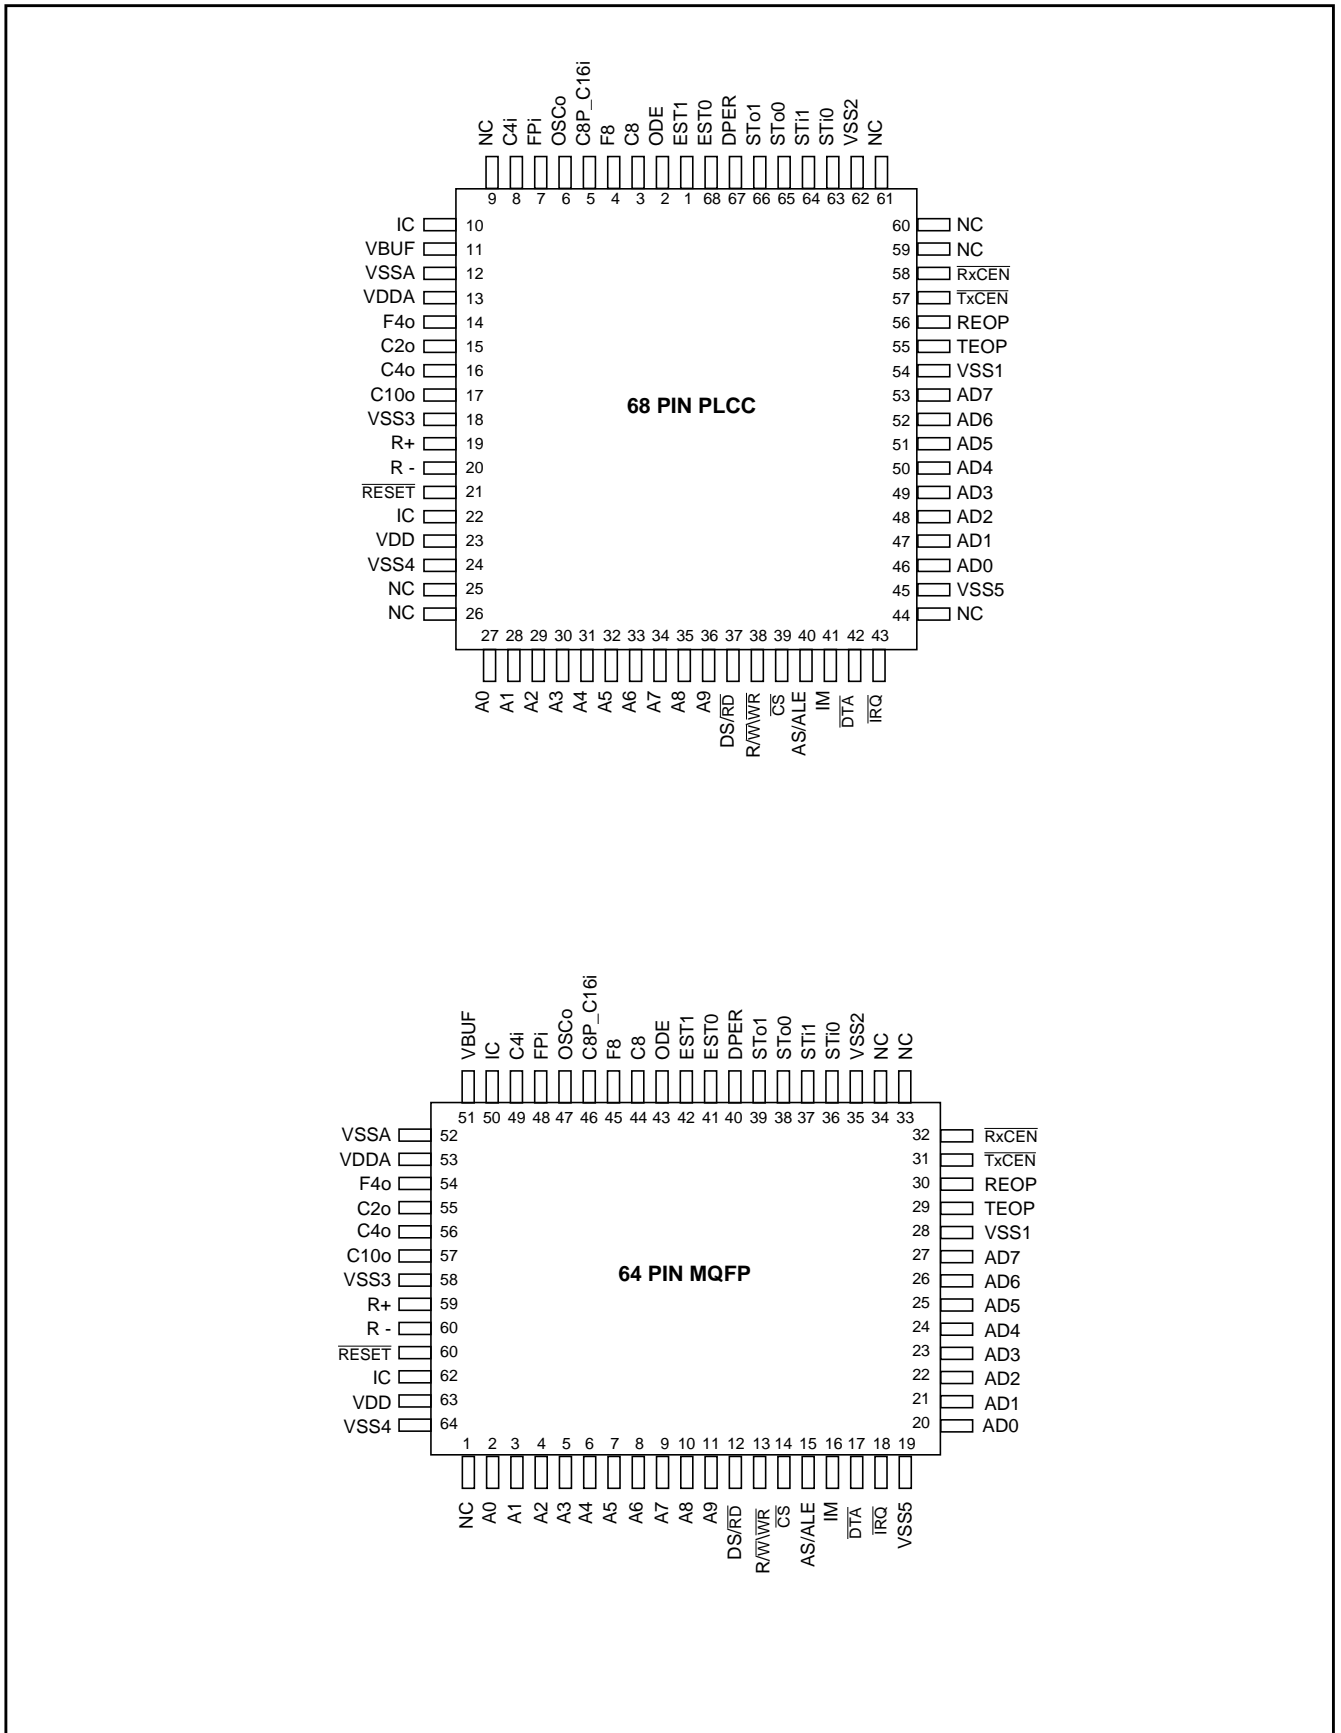 NC C4i FPi OSCo C8P_C16i F8 C8 ODE EST1 EST0 DPER STo1 STo0 STi1 STi0 VSS2 NC
9 8 7 6 5 4 3 2 1 68 67 66 65 64 63 62 61
IC 10 60 NC
VBUF 11 59 NC
VSSA 12 58 RxCEN
VDDA 13 57 TxCEN
F4o 14 56 REOP
C2o 15 55 TEOP
C4o 16 54 VSS1
C10o 17 53 AD7
68 PIN PLCC
VSS3 18 52 AD6
R+ 19 51 AD5
R - 20 50 AD4
RESET 21 49 AD3
IC 22 48 AD2
VDD 23 47 AD1
VSS4 24 46 AD0
NC 25 45 VSS5
NC 26 44 NC
27 28 29 30 31 32 33 34 35 36 37 38 39 40 41 42 43
A0 A1 A2 A3 A4 A5 A6 A7 A8 A9 DS/RD R/W\WR CS AS/ALE IM DTA IRQ
VBUF IC C4i FPi OSCo C8P_C16i F8 C8 ODE EST1 EST0 DPER STo1 STo0 STi1 STi0 VSS2 NC NC
51 50 49 48 47 46 45 44 43 42 41 40 39 38 37 36 35 34 33
VSSA 52 32 RxCEN
VDDA 53 31 TxCEN
F4o 54 30 REOP
C2o 55 29 TEOP
C4o 56 28 VSS1
C10o 57 27 AD7
64 PIN MQFP
VSS3 58 26 AD6
R+ 59 25 AD5
R - 60 24 AD4
RESET 60 23 AD3
IC 62 22 AD2
VDD 63 21 AD1
VSS4 64 20 AD0
1 2 3 4 5 6 7 8 9 10 11 12 13 14 15 16 17 18 19
NC A0 A1 A2 A3 A4 A5 A6 A7 A8 A9 DS/RD R/W\WR CS AS/ALE IM DTA IRQ VSS5